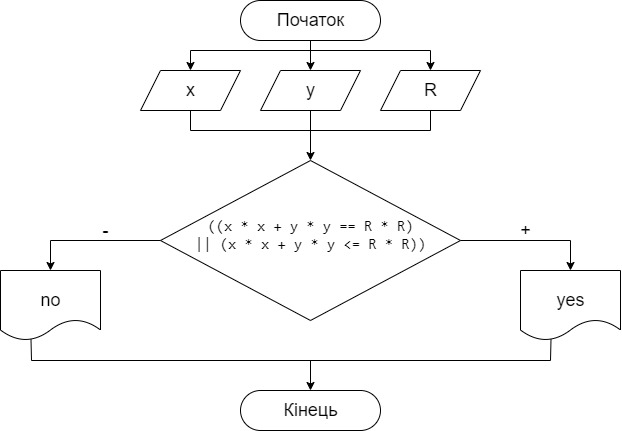 Початок
x
y
R
((x * x + y * y == R * R)
|| (x * x + y * y <= R * R))
-
+
no
yes
Кінець